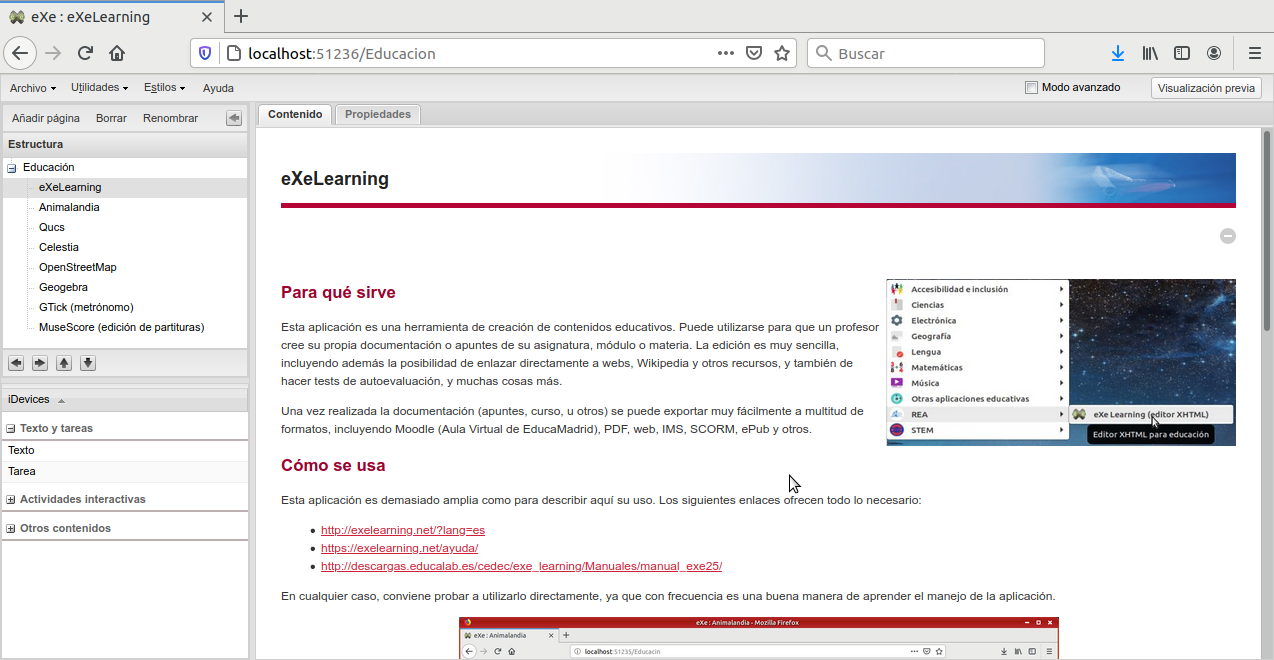 eXe : eXeLearning
localhost:51236/Educacion
Buscar
Archivo
Utilidades
Estilos
Ayuda
Modo avanzado
Visualización previa
Añadir página
Borrar
Renombrar
Contenido
Propiedades
Estructura
Educación
eXeLearning
Animalandia
Qucs
Celestia
OpenStreetMap
Geogebra
GTick (metrónomo)
MuseScore (edición de partituras)
iDevices
Texto y tareas
Texto
Tarea
Actividades interactivas
Otros contenidos
eXeLearning
Para qué sirve
Esta aplicación es una herramienta de creación de contenidos educativos. Puede utilizarse para que un profesor
cree su propia documentación o apuntes de su asignatura, módulo o materia. La edición es muy sencilla,
incluyendo además la posibilidad de enlazar directamente a webs, Wikipedia y otros recursos, y también de
hacer tests de autoevaluación, y muchas cosas más.
Una vez realizada la documentación (apuntes, curso, u otros) se puede exportar muy fácilmente a multitud de
formatos, incluyendo Moodle (Aula Virtual de EducaMadrid), PDF, web, IMS, SCORM, ePub y otros.
Accesibilidad e inclusión
Ciencias
Electrónica
Geografía
Lengua
Matemáticas
Música
Otras aplicaciones educativas
REA
STEM
eXe Learning (editor XHTML)
Editor XHTML para educación
Cómo se usa
Esta aplicación es demasiado amplia como para describir aquí su uso. Los siguientes enlaces ofrecen todo lo necesario:
http://exelearning.net/?lang=es
https://exelearning.net/ayuda/
http://descargas.educalab.es/cedec/exe_learning/Manuales/manual_exe25/
En cualquier caso, conviene probar a utilizarlo directamente, ya que con frecuencia es una buena manera de aprender el manejo de la aplicación.
eXe : Animalandia - Mozilla Firefox
eXe : Animalandia
localhost:51235/Educacin